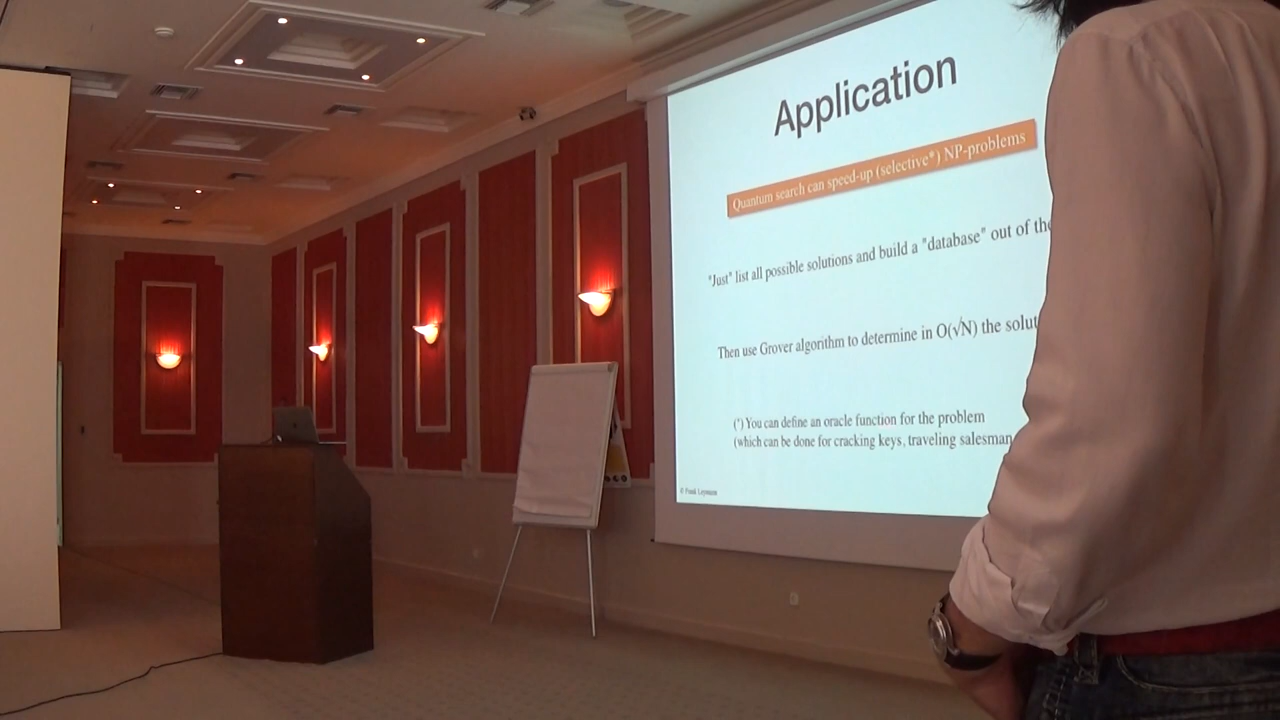 Application
Quantum search can speed-up (selective*) NP-problems
"Just" list all possible solutions and build a "database" out of the
Then use Grover algorithm to determine in O(√N) the solut
(*) You can define an oracle function for the problem
(which can be done for cracking keys, traveling salesman
© Frank Leymann